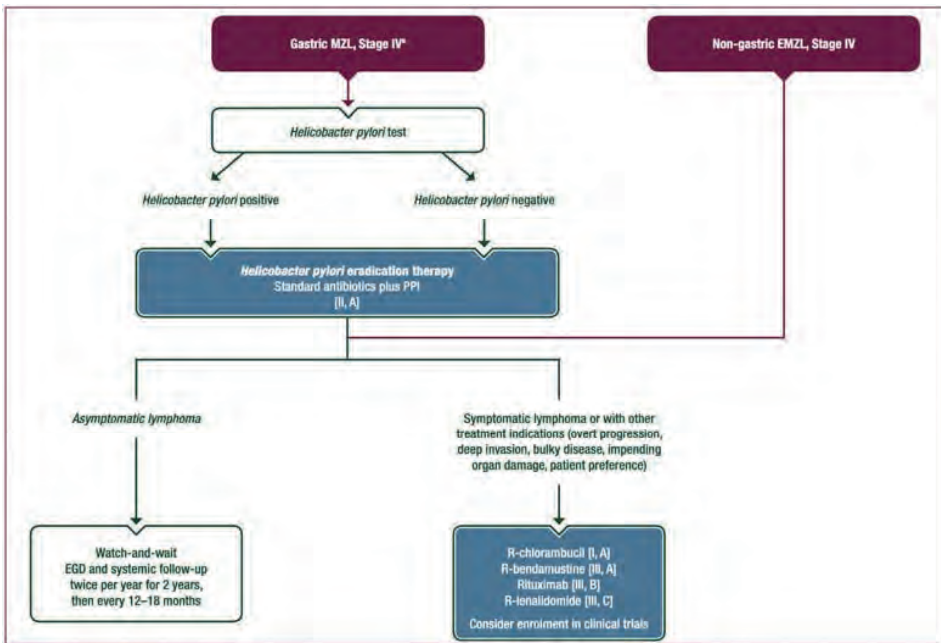 Gastric MZL, Stage IVᵃ
Non-gastric EMZL, Stage IV
Helicobacter pylori test
Helicobacter pylori positive
Helicobacter pylori negative
Helicobacter pylori eradication therapy
Standard antibiotics plus PPI
[II, A]
Asymptomatic lymphoma
Symptomatic lymphoma or with other
treatment indications (overt progression,
deep invasion, bulky disease, impending
organ damage, patient preference)
Watch-and-wait
EGD and systemic follow-up
twice per year for 2 years,
then every 12–18 months
R-chlorambucil [I, A]
R-bendamustine [III, A]
Rituximab [III, B]
R-lenalidomide [III, C]
Consider enrolment in clinical trials